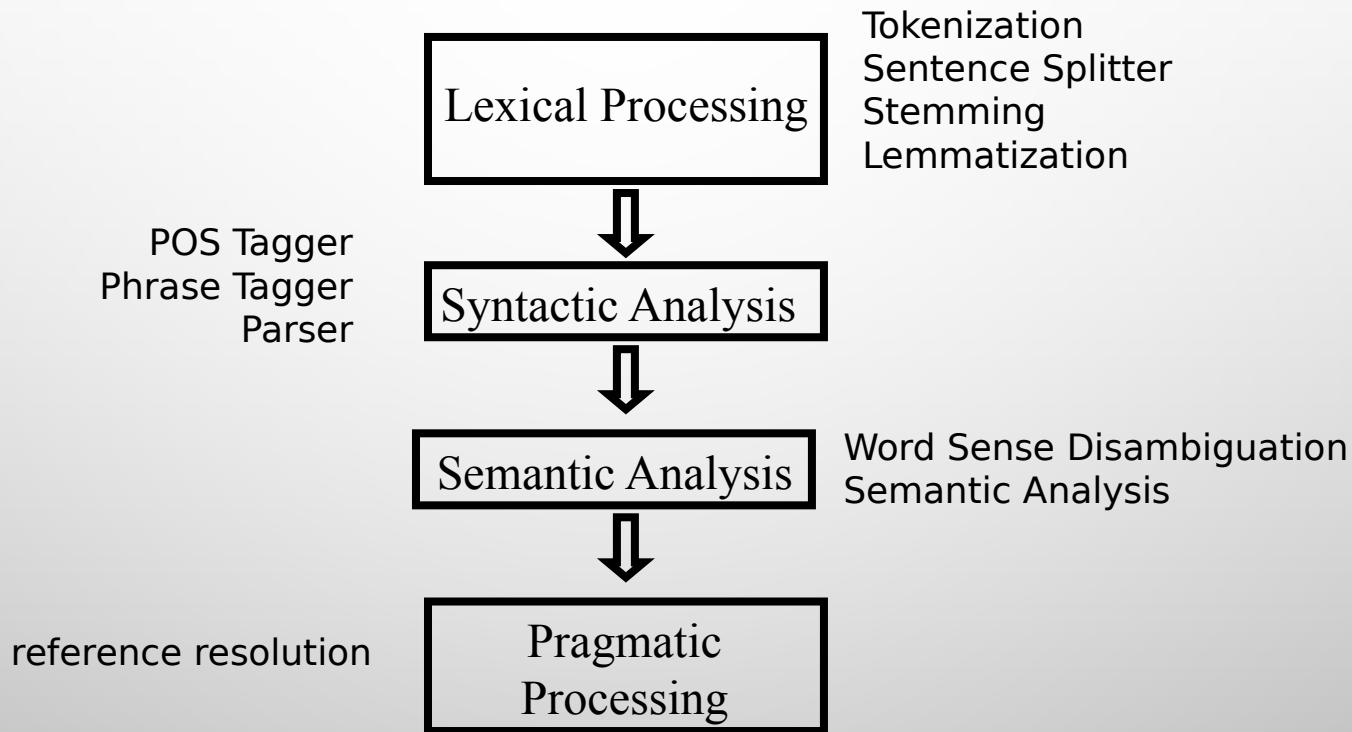 Tokenization
Sentence Splitter
Stemming
Lemmatization
Lexical Processing
POS Tagger
Phrase Tagger
Parser
Syntactic Analysis
Semantic Analysis
Word Sense Disambiguation
Semantic Analysis
reference resolution
Pragmatic
Processing